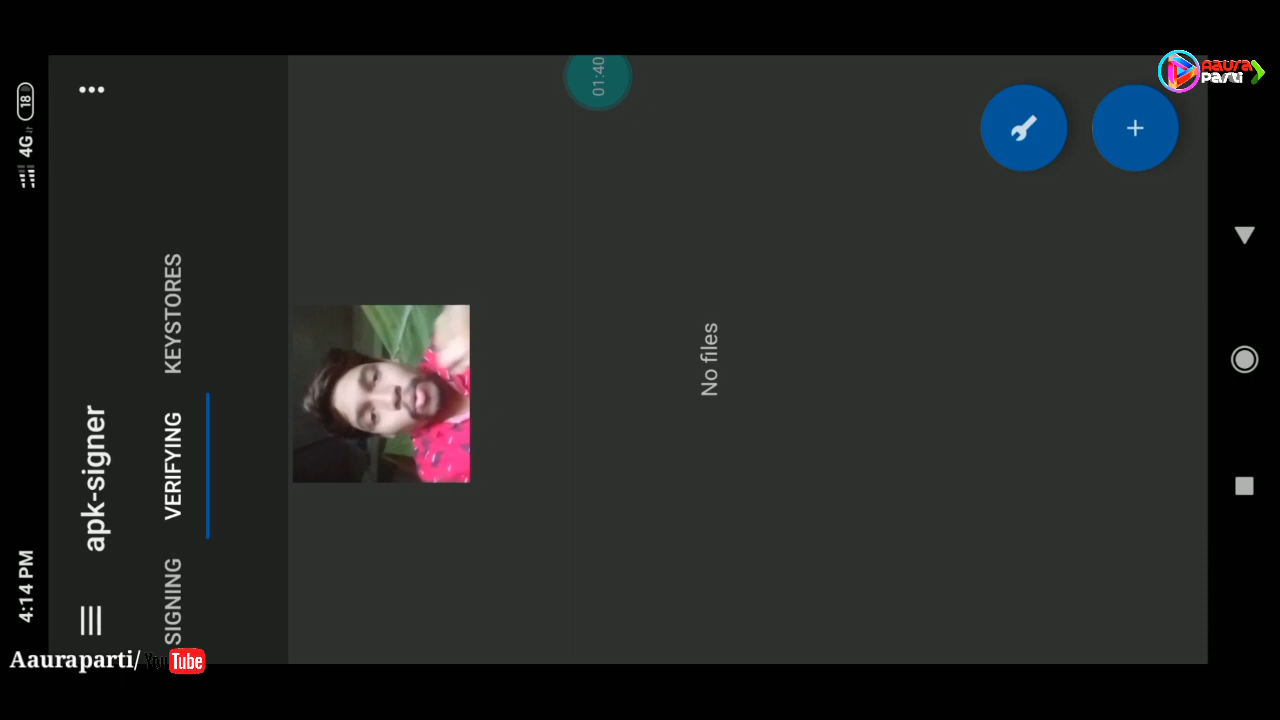 4:14 PM
4G
18
apk-signer
SIGNING
VERIFYING
KEYSTORES
01:40
No files
Aaura
Parti
Aauraparti/YouTube